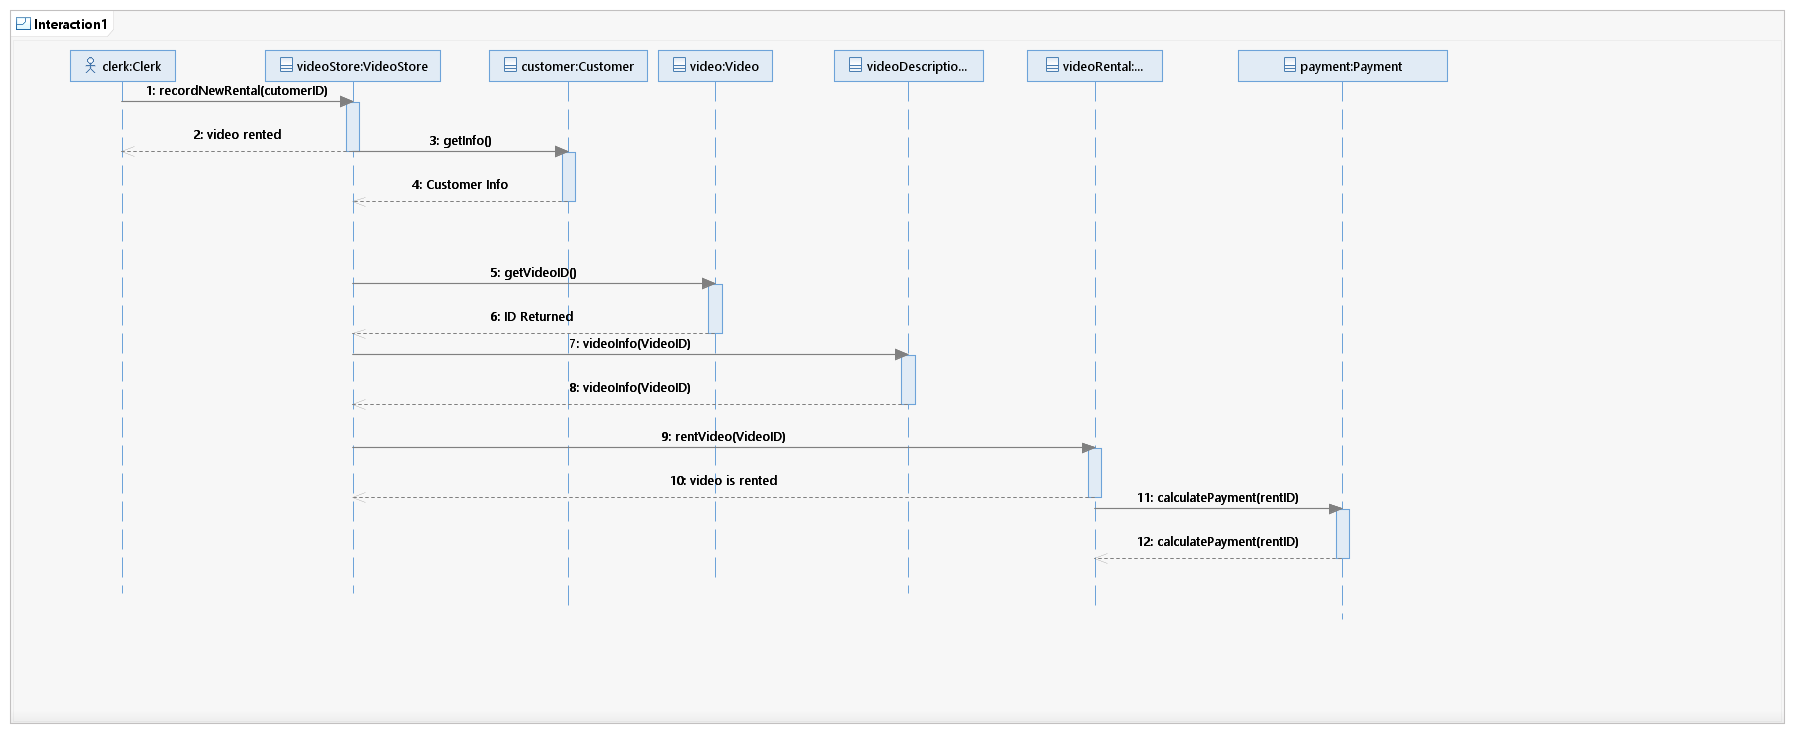 Interaction1
clerk:Clerk
videoStore:VideoStore
customer:Customer
video:Video
videoDescriptio...
videoRental:...
payment:Payment
1: recordNewRental(cutomerID)
2: video rented
3: getInfo()
4: Customer Info
5: getVideoID()
6: ID Returned
7: videoInfo(VideoID)
8: videoInfo(VideoID)
9: rentVideo(VideoID)
10: video is rented
11: calculatePayment(rentID)
12: calculatePayment(rentID)